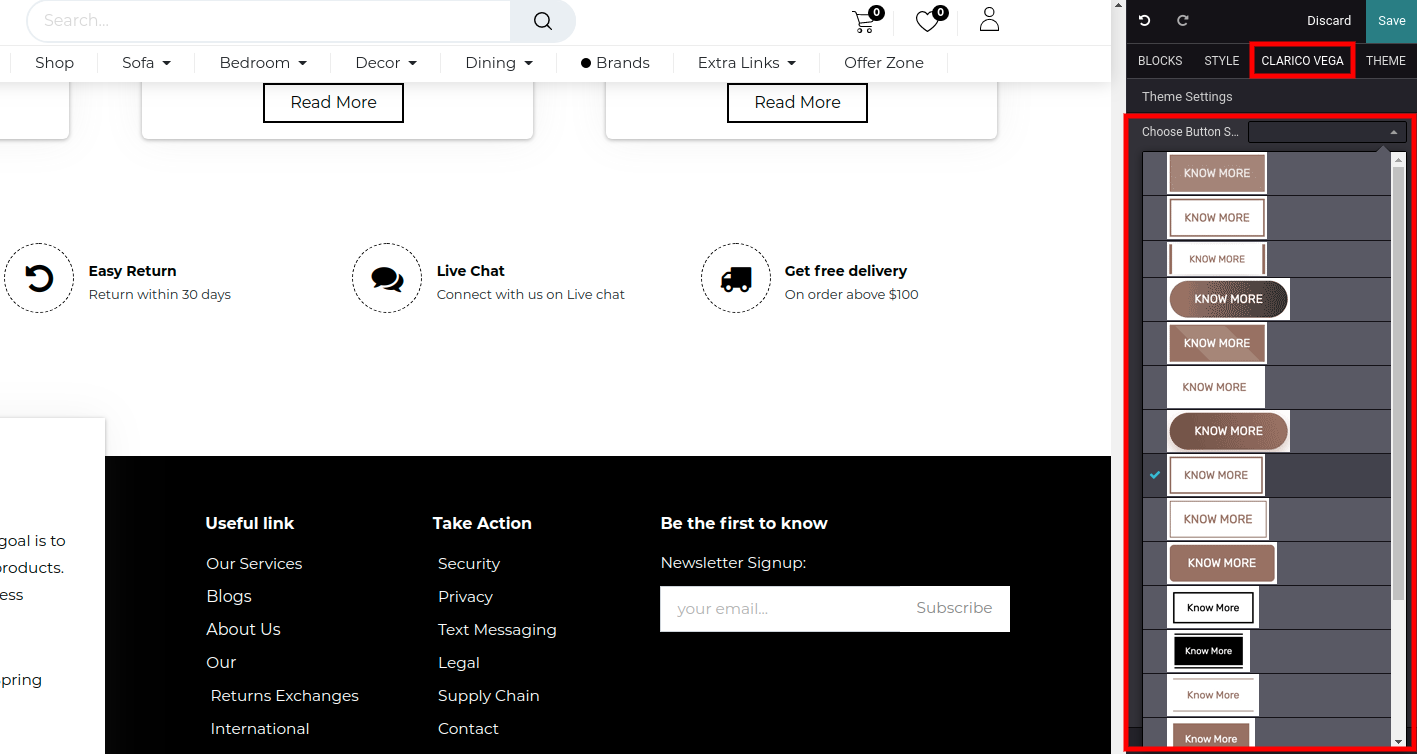 Search...
0
0
Discard
Save
Shop
Sofa
Bedroom
Decor
Dining
Brands
Extra Links
Offer Zone
BLOCKS
STYLE
CLARICO VEGA
THEME
Read More
Read More
Theme Settings
Choose Button S...
KNOW MORE
KNOW MORE
KNOW MORE
KNOW MORE
KNOW MORE
KNOW MORE
KNOW MORE
KNOW MORE
KNOW MORE
KNOW MORE
Know More
Know More
Know More
Know More
Easy Return
Return within 30 days
Live Chat
Connect with us on Live chat
Get free delivery
On order above $100
goal is to
roducts.
ess
pring
Useful link
Our Services
Blogs
About Us
Our
Returns Exchanges
International
Take Action
Security
Privacy
Text Messaging
Legal
Supply Chain
Contact
Be the first to know
Newsletter Signup:
your email...
Subscribe